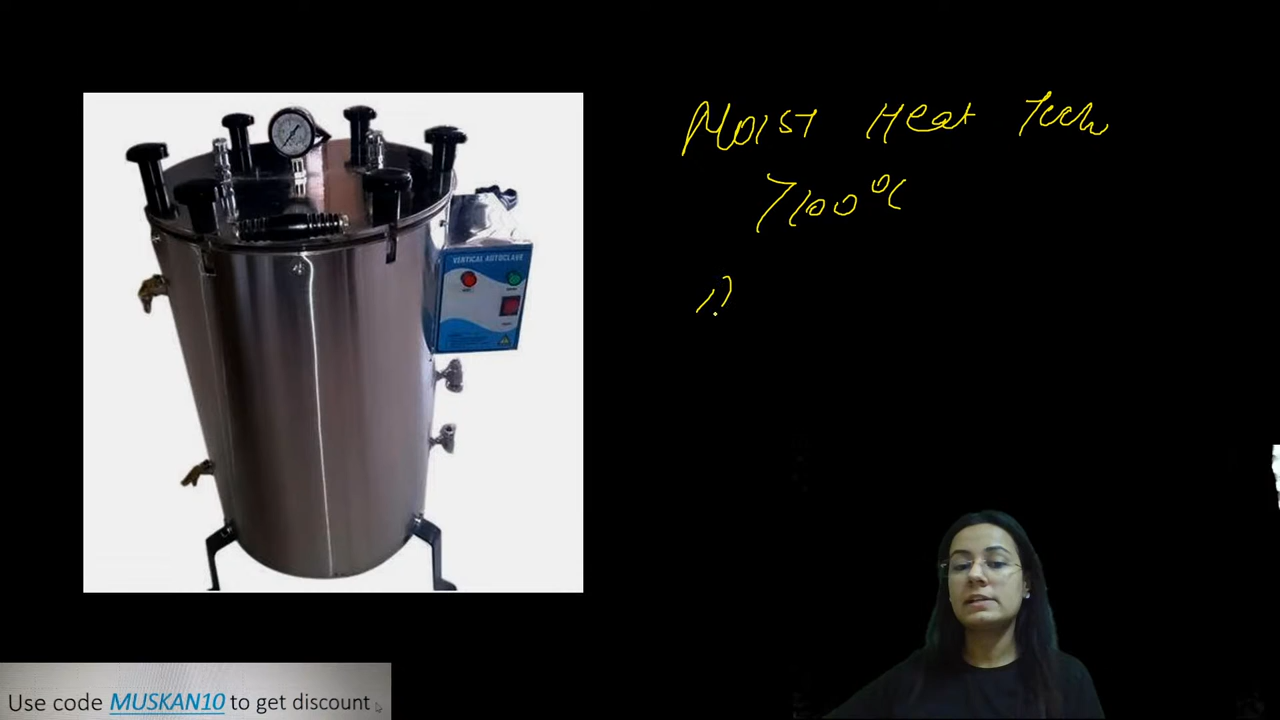 Moist Heat Tech
>100°C
VERTICAL AUTOCLAVE
Use code MUSKAN10 to get discount